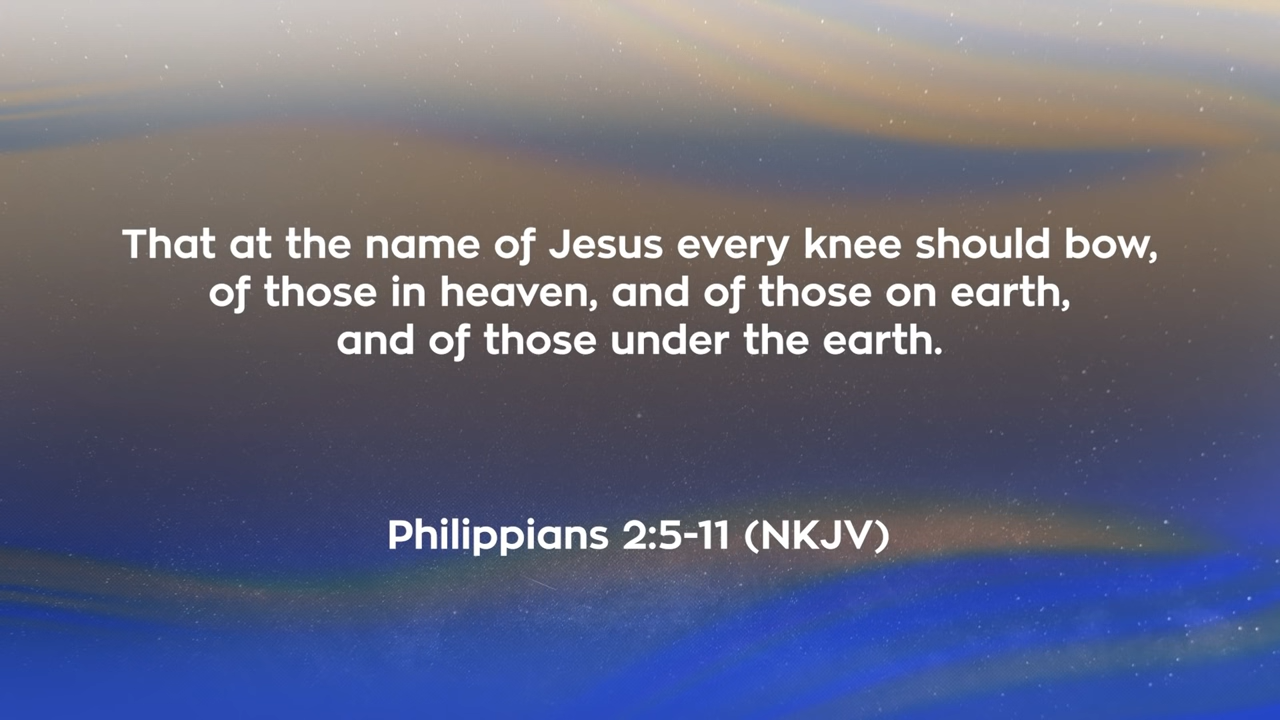 That at the name of Jesus every knee should bow,
of those in heaven, and of those on earth,
and of those under the earth.
Philippians 2:5-11 (NKJV)